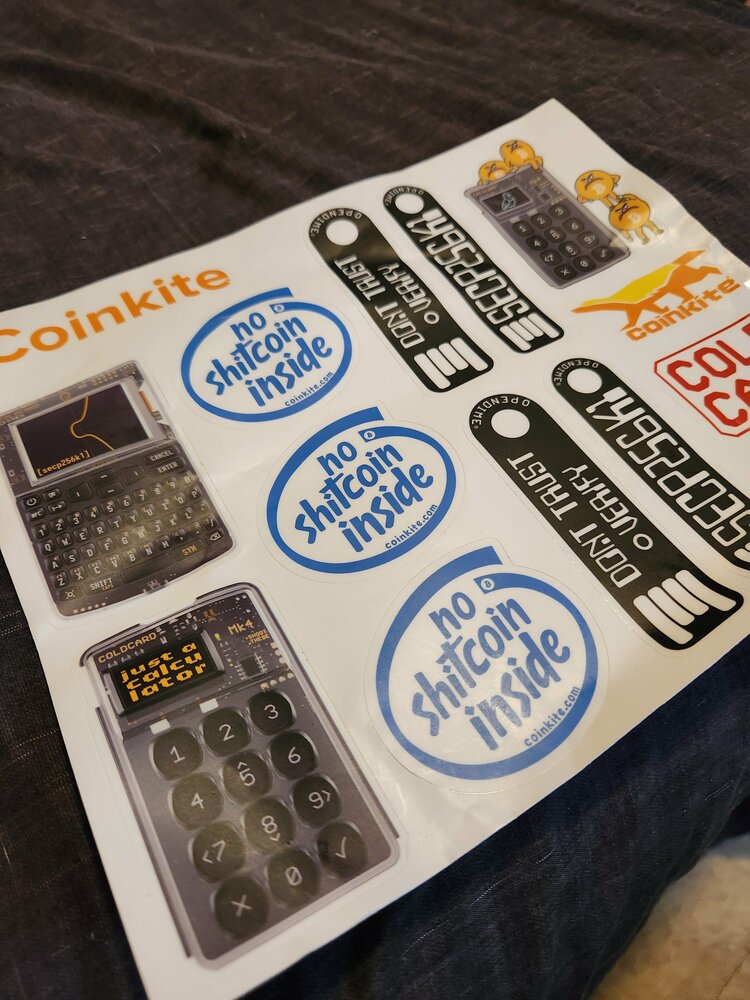 Coinkite
no
shitcoin
inside
coinkite.com
OPENDIME
DON'T TRUST
VERIFY
SECP256k1
OPENDIME
coinkite
[secp256k1]
CANCEL
ENTER
Q W E R T Y U I O P
A S D F G H J K L
Z X C V B N M
SHIFT
SYM
no
shitcoin
inside
coinkite.com
OPENDIME
DON'T TRUST
VERIFY
OPENDIME
SECP256k1
COLDCARD
Mk4
just a
calcu
lator
1 2 3
4 5 6
<7 8 9>
X 0 ✓
no
shitcoin
inside
coinkite.com